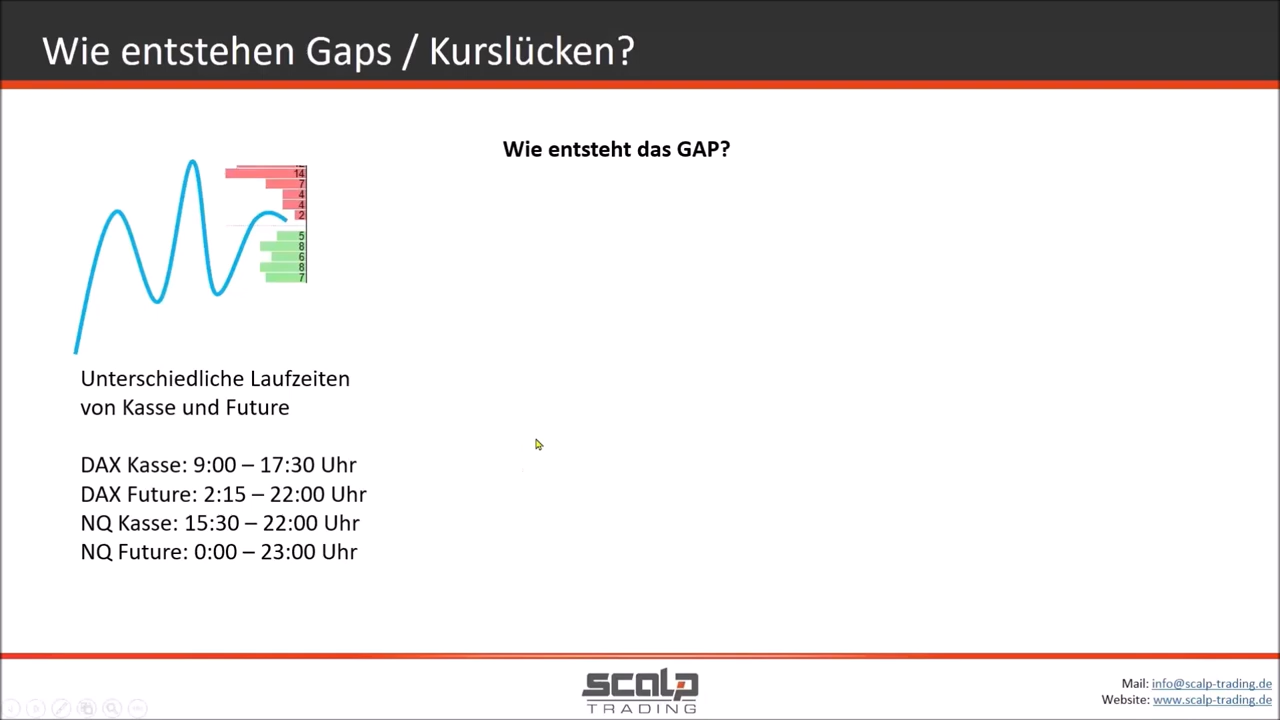 Wie entstehen Gaps / Kurslücken?
Wie entsteht das GAP?
14
7
4
4
2
5
8
6
8
7
Unterschiedliche Laufzeiten
von Kasse und Future
DAX Kasse: 9:00 – 17:30 Uhr
DAX Future: 2:15 – 22:00 Uhr
NQ Kasse: 15:30 – 22:00 Uhr
NQ Future: 0:00 – 23:00 Uhr
scalp
TRADING
Mail: info@scalp-trading.de
Website: www.scalp-trading.de